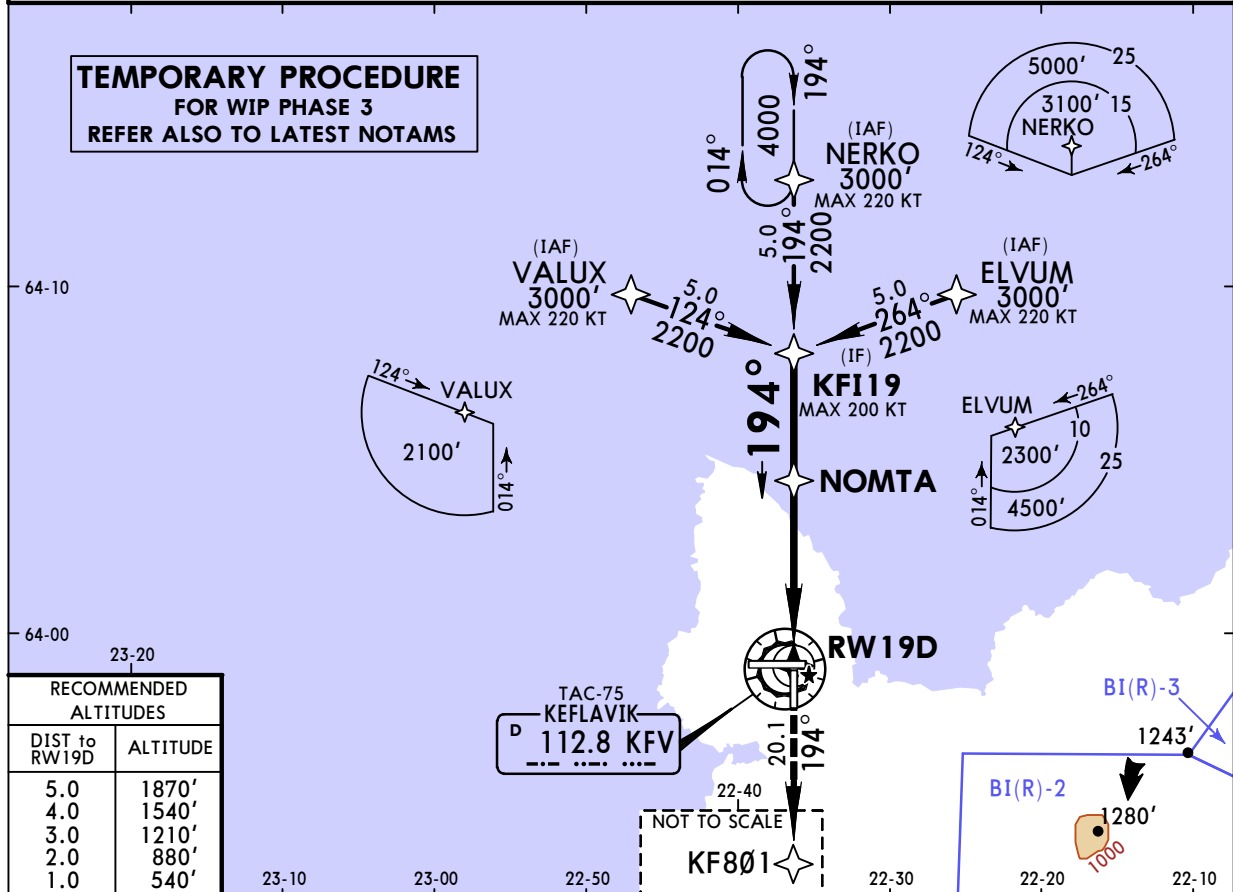 TEMPORARY PROCEDURE
FOR WIP PHASE 3
REFER ALSO TO LATEST NOTAMS
194°
4000
014°
(IAF)
NERKO
3000'
MAX 220 KT
5000'
25
3100'
15
NERKO
124°
264°
5.0
194°
2200
(IAF)
VALUX
3000'
MAX 220 KT
5.0
124°
2200
(IAF)
ELVUM
3000'
MAX 220 KT
5.0
264°
2200
64-10
(IF)
KFI19
MAX 200 KT
194°
124°
VALUX
2100'
014°
264°
ELVUM
10
2300'
25
4500'
014°
NOMTA
64-00
23-20
RW19D
TAC-75
KEFLAVIK
D 112.8 KFV
20.1
194°
BI(R)-3
1243'
BI(R)-2
1280'
1000
22-40
NOT TO SCALE
KF8Ø1
RECOMMENDED
ALTITUDES
DIST to
RW19D
ALTITUDE
5.0 1870'
4.0 1540'
3.0 1210'
2.0 880'
1.0 540'
23-10
23-00
22-50
22-30
22-20
22-10